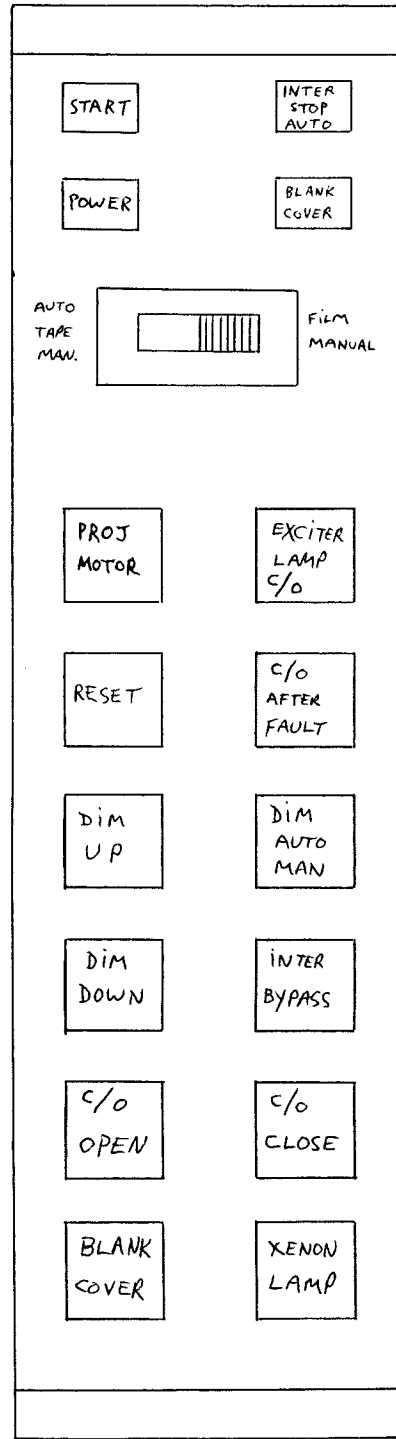 START
INTER
STOP
AUTO
POWER
BLANK
COVER
AUTO
TAPE
MAN.
FILM
MANUAL
PROJ
MOTOR
EXCITER
LAMP
C/O
RESET
C/O
AFTER
FAULT
DIM
UP
DIM
AUTO
MAN
DIM
DOWN
INTER
BYPASS
C/O
OPEN
C/O
CLOSE
BLANK
COVER
XENON
LAMP